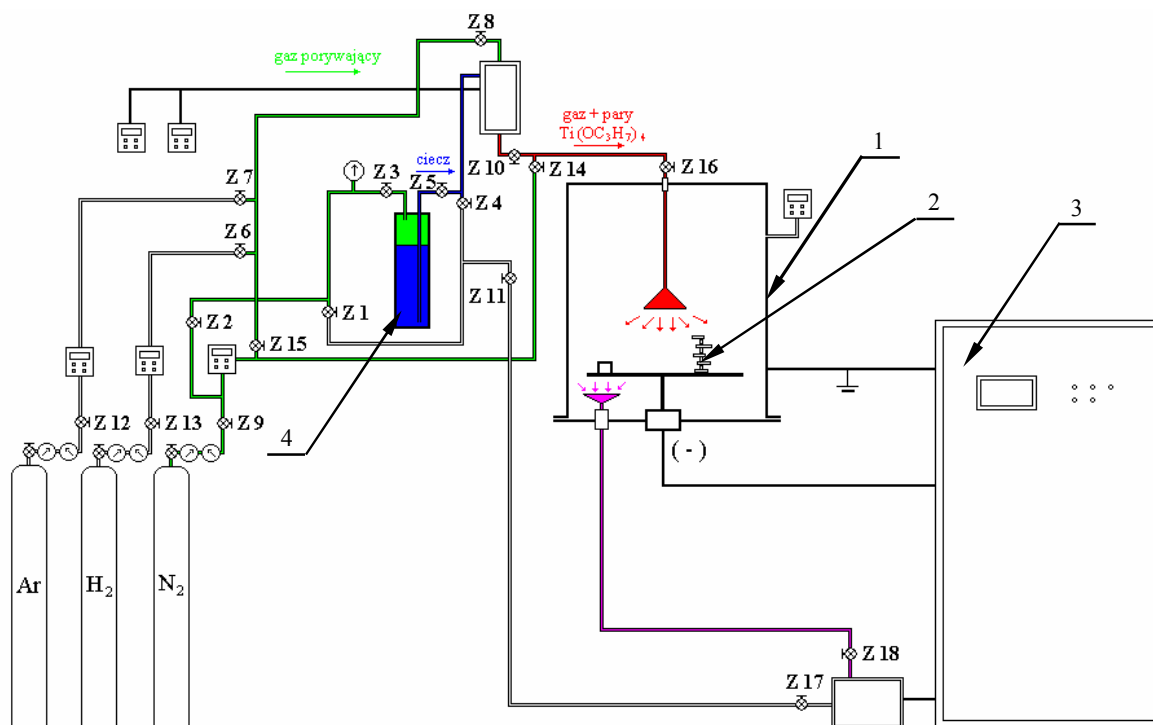 Z 8
gaz porywający
gaz + pary
Ti(OC₃H₇)₄
1
ciecz
Z 10
Z 14
Z 16
Z 7
Z 3
Z 5
Z 4
2
3
Z 6
Z 11
Z 2
Z 1
Z 15
Z 12
Z 13
Z 9
4
( - )
Ar
H₂
N₂
Z 18
Z 17